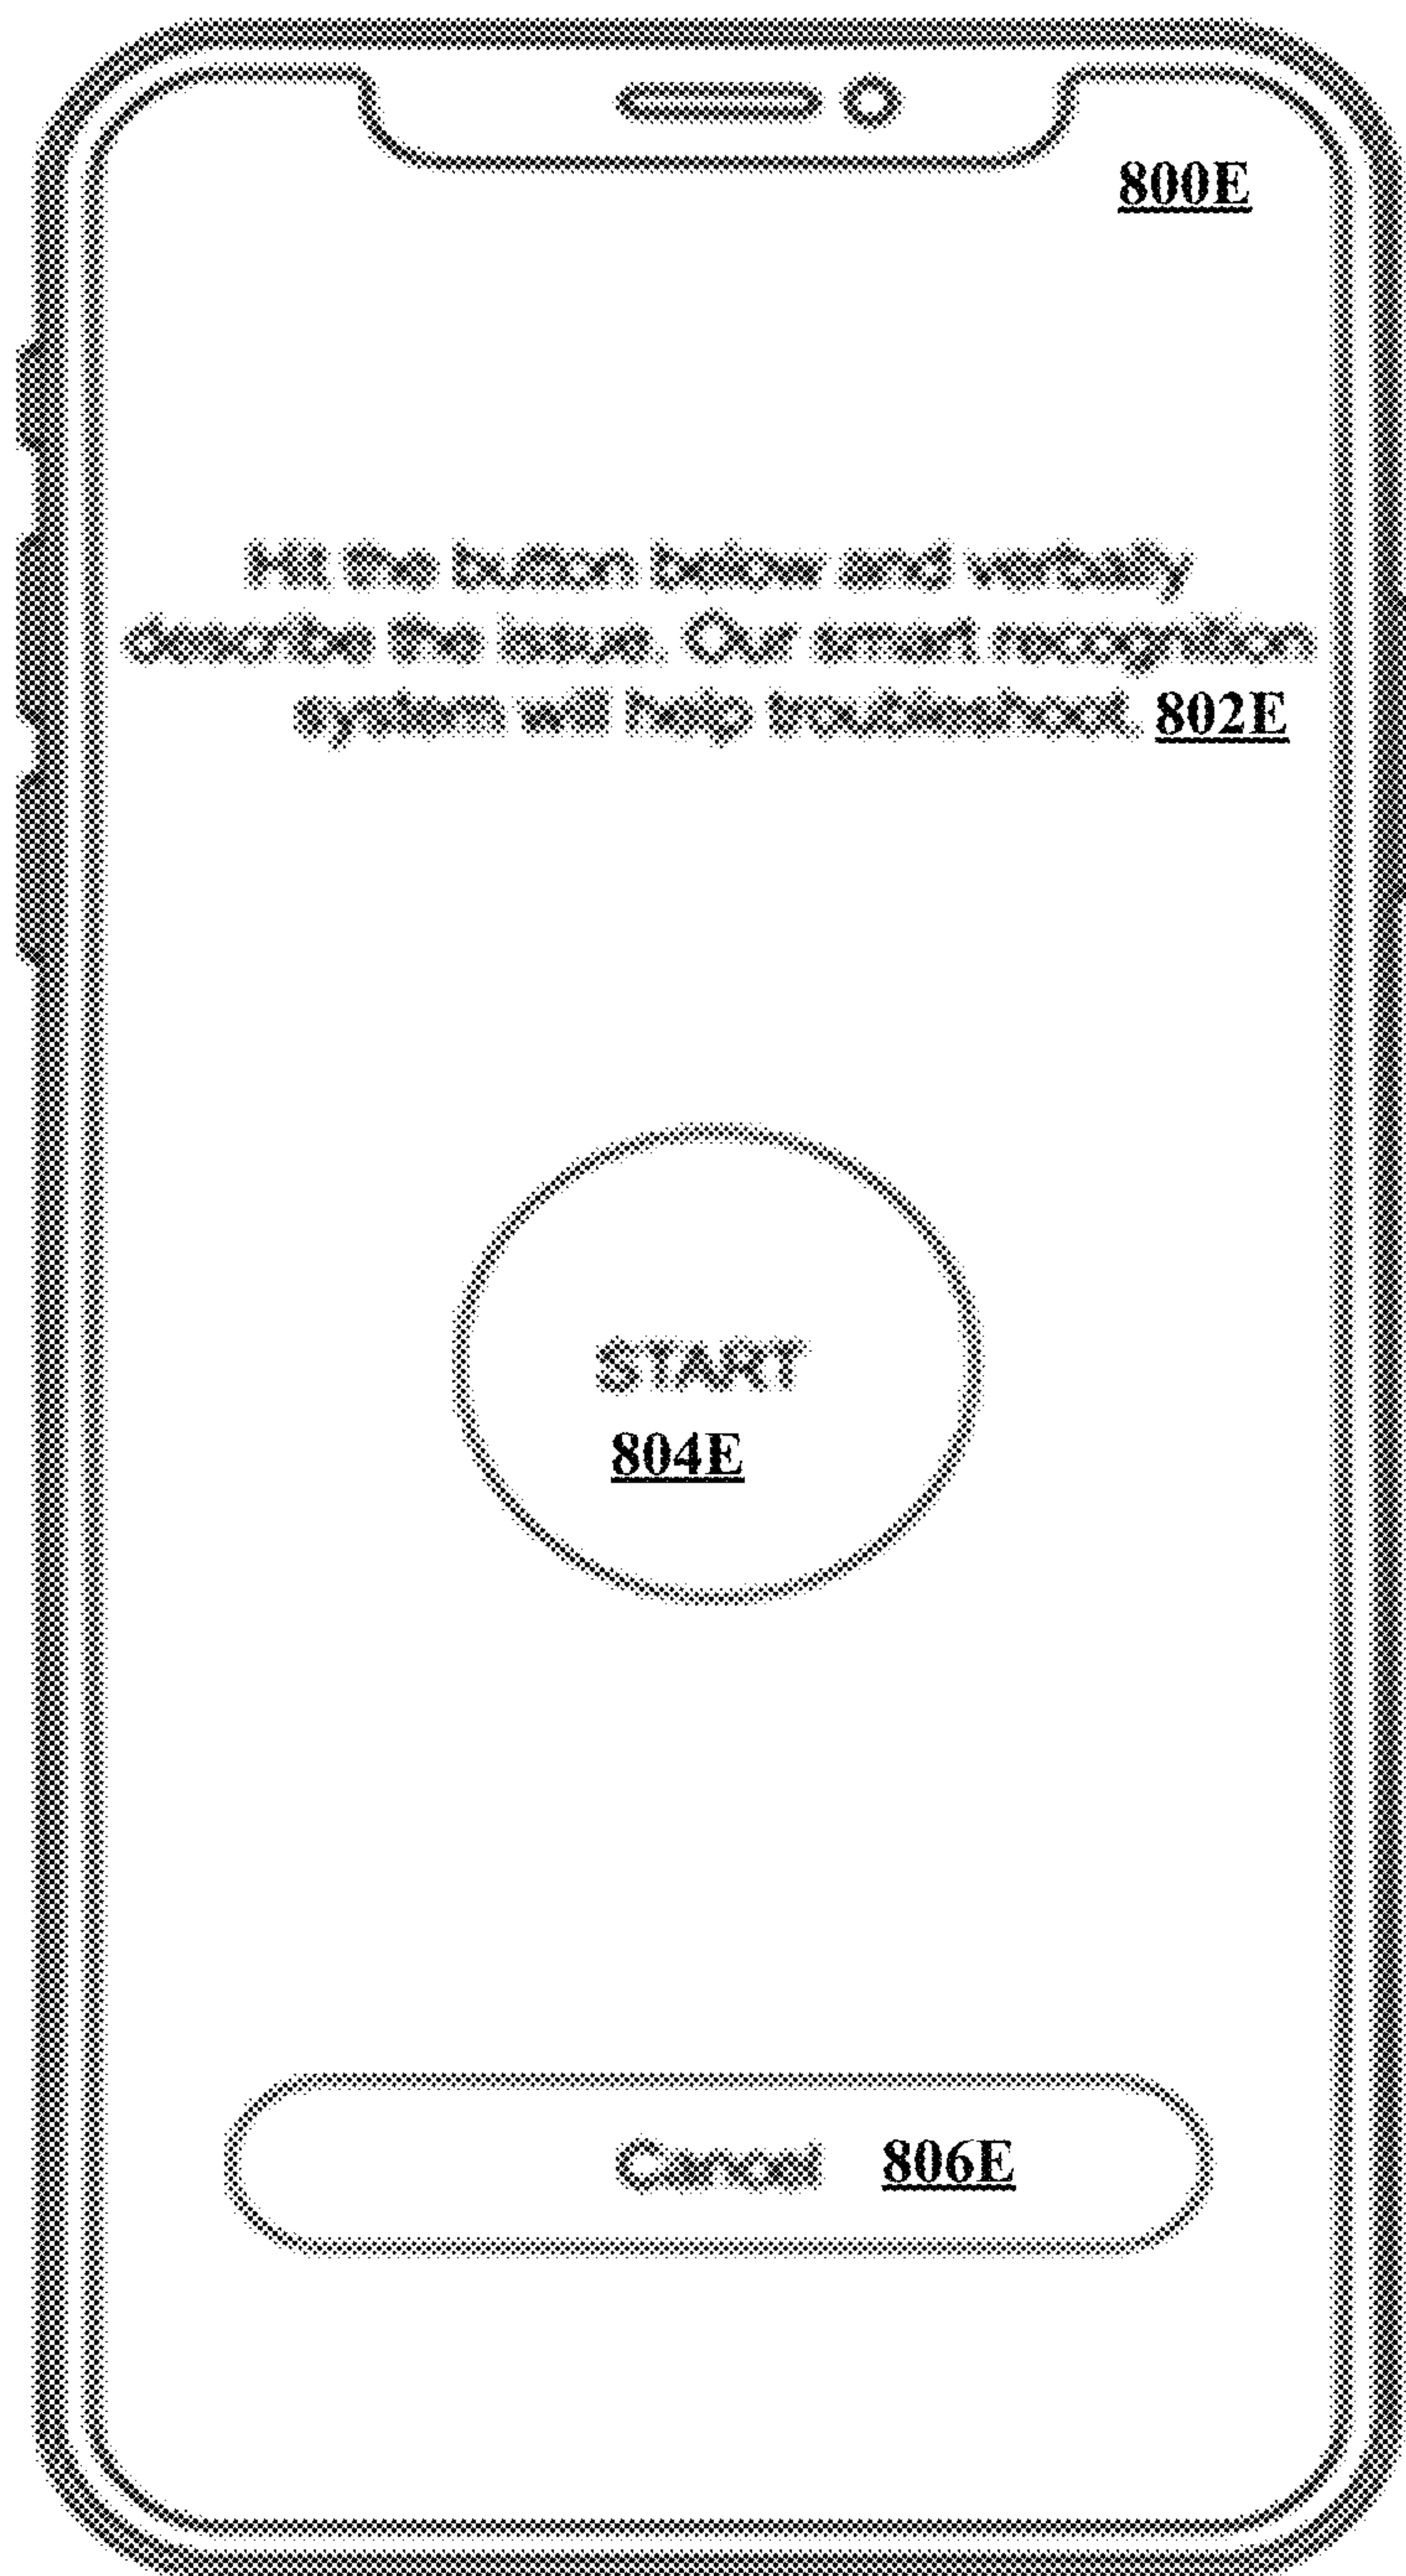 800E
Hit the button below and verbally
describe the issue. Our smart recognition
system will help troubleshoot. 802E
START
804E
Cancel 806E